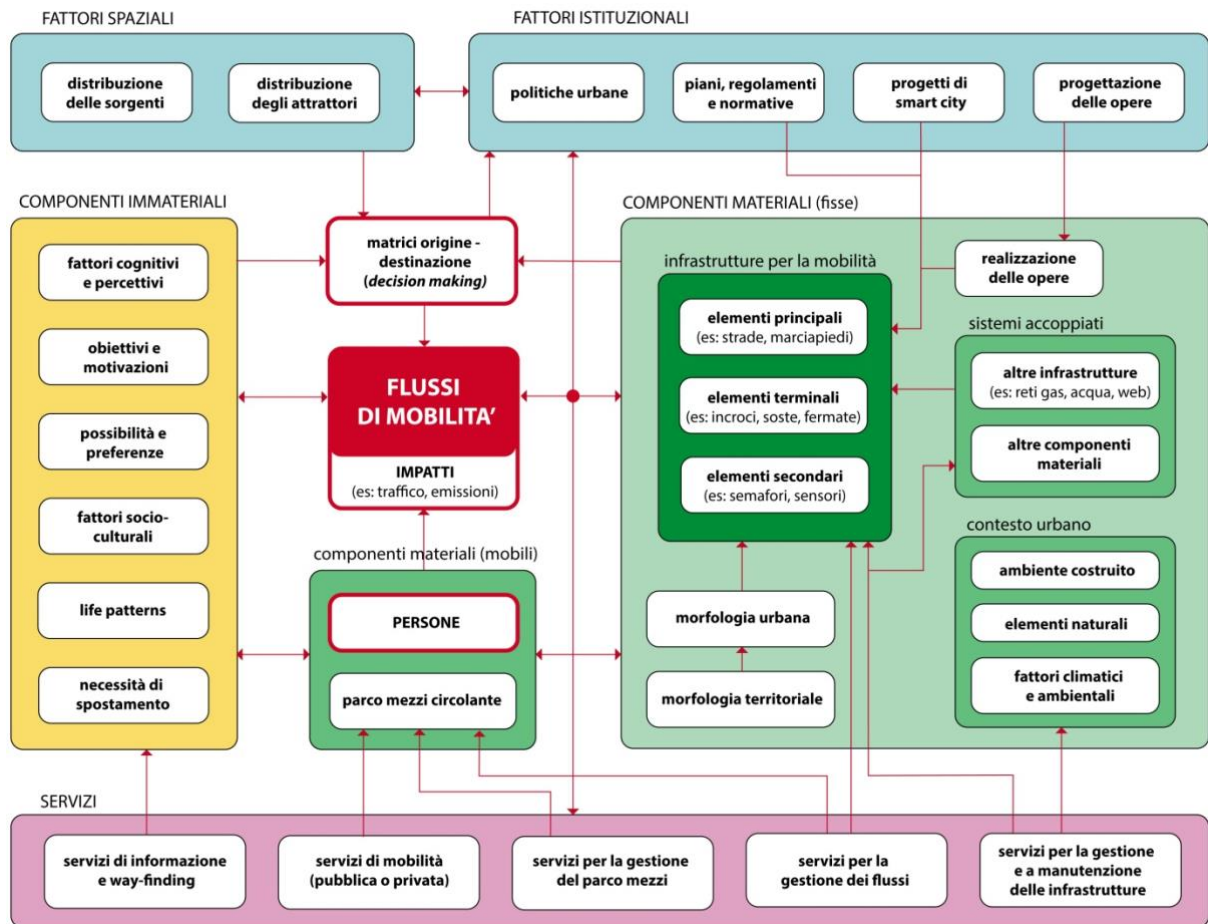 FATTORI SPAZIALI
distribuzione
delle sorgenti
distribuzione
degli attrattori
FATTORI ISTITUZIONALI
politiche urbane
piani, regolamenti
e normative
progetti di
smart city
progettazione
delle opere
COMPONENTI IMMATERIALI
fattori cognitivi
e percettivi
obiettivi e
motivazioni
possibilità e
preferenze
fattori socio-
culturali
life patterns
necessità di
spostamento
matrici origine -
destinazione
(decision making)
FLUSSI
DI MOBILITA’
IMPATTI
(es: traffico, emissioni)
componenti materiali (mobili)
PERSONE
parco mezzi circolante
COMPONENTI MATERIALI (fisse)
infrastrutture per la mobilità
elementi principali
(es: strade, marciapiedi)
elementi terminali
(es: incroci, soste, fermate)
elementi secondari
(es: semafori, sensori)
morfologia urbana
morfologia territoriale
realizzazione
delle opere
sistemi accoppiati
altre infrastrutture
(es: reti gas, acqua, web)
altre componenti
materiali
contesto urbano
ambiente costruito
elementi naturali
fattori climatici
e ambientali
SERVIZI
servizi di informazione
e way-finding
servizi di mobilità
(pubblica o privata)
servizi per la gestione
del parco mezzi
servizi per la
gestione dei flussi
servizi per la gestione
e a manutenzione
delle infrastrutture